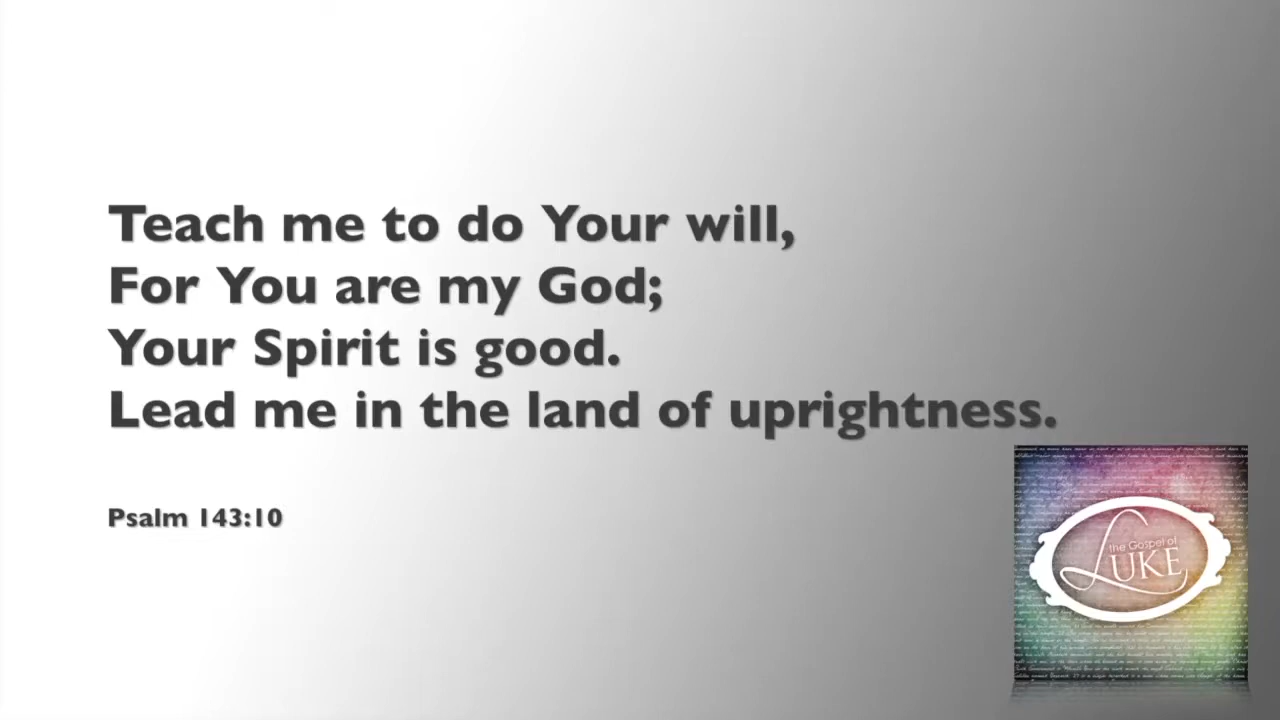 Teach me to do Your will,
For You are my God;
Your Spirit is good.
Lead me in the land of uprightness.
Psalm 143:10
the Gospel of
LUKE